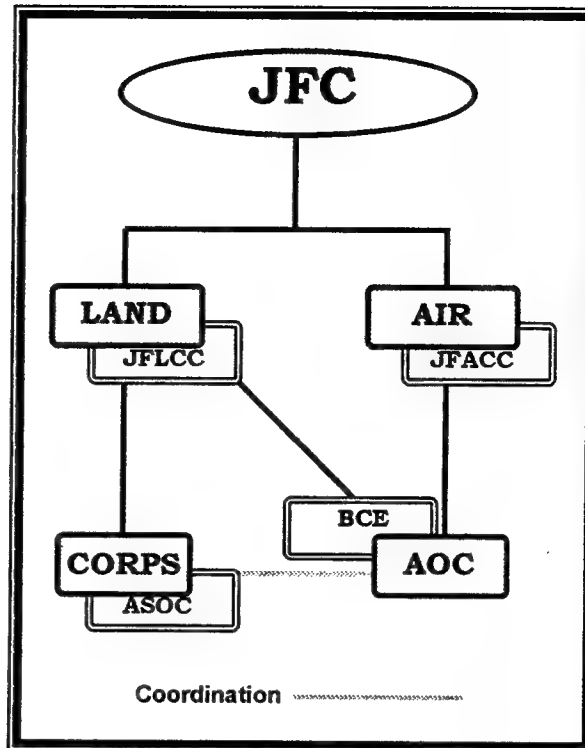 JFC
LAND
AIR
JFLCC
JFACC
BCE
CORPS
AOC
ASOC
Coordination